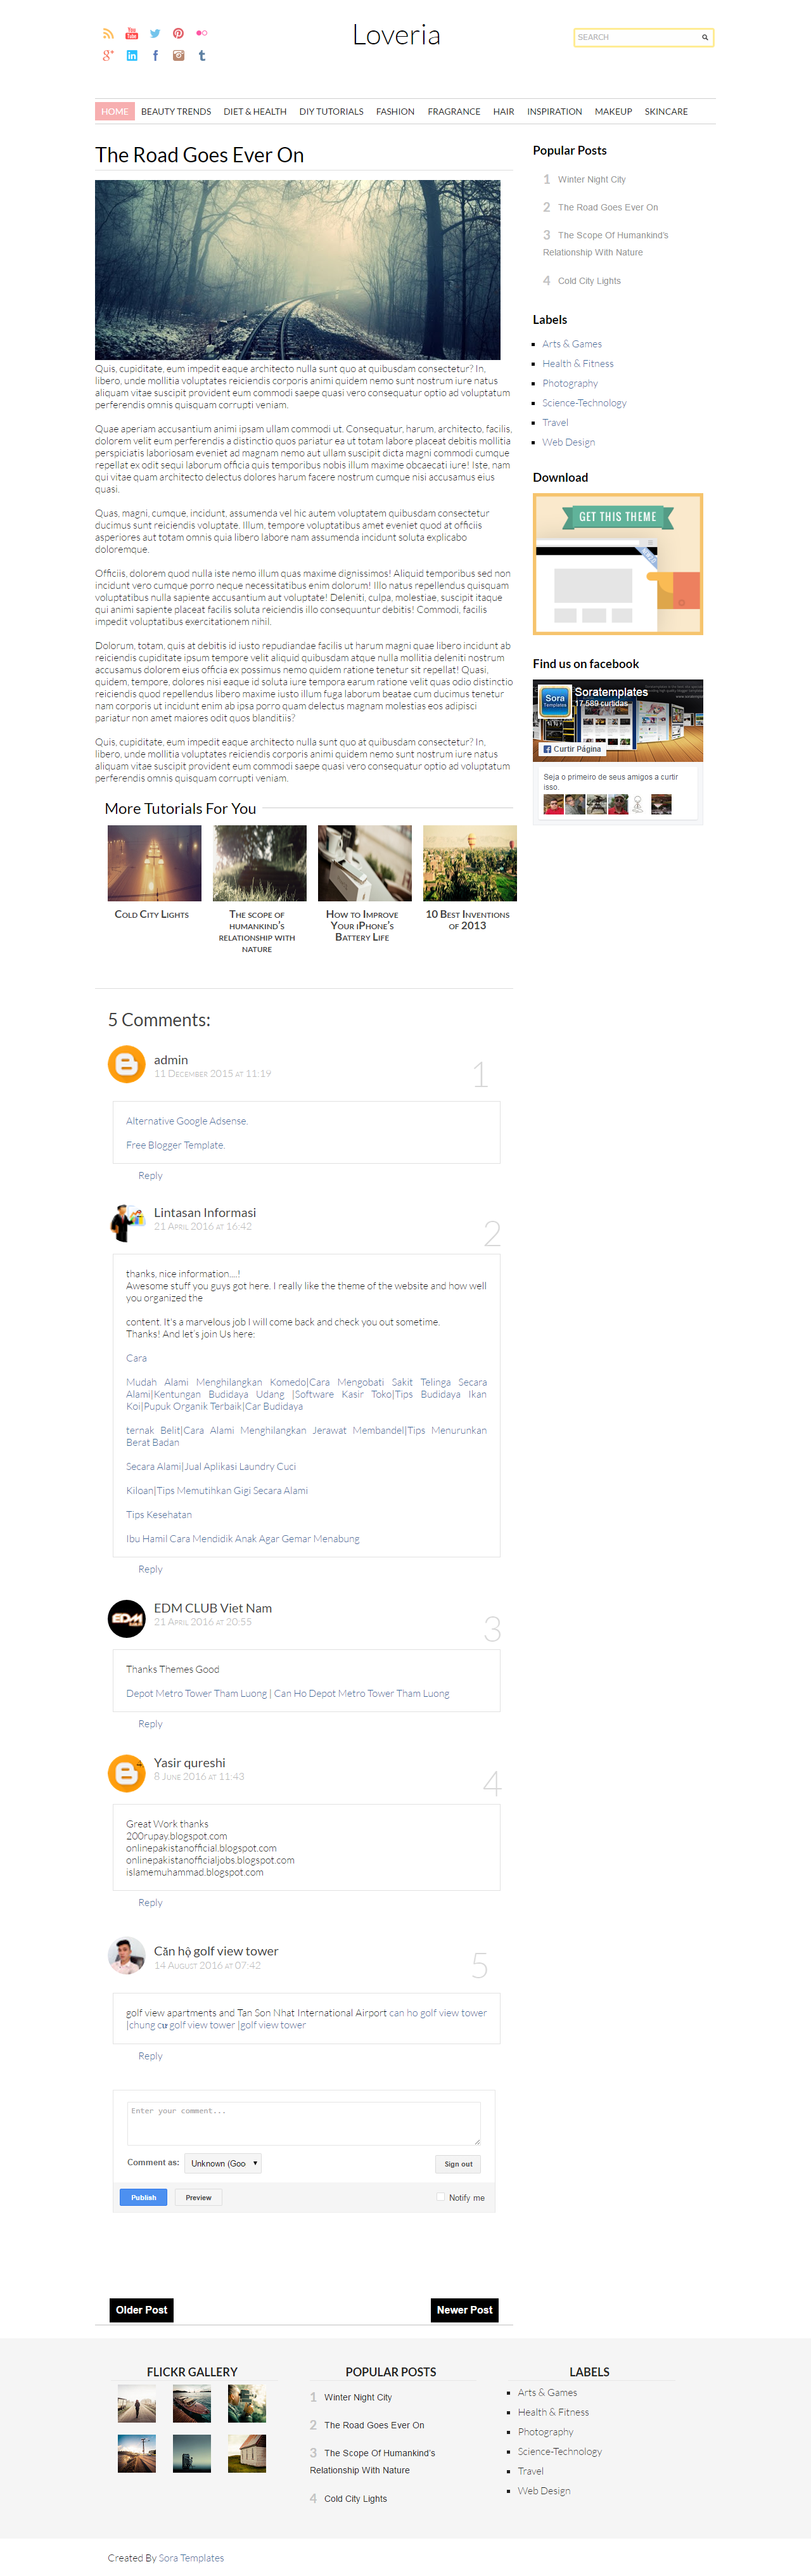 Loveria
SEARCH
HOME BEAUTY TRENDS DIET & HEALTH DIY TUTORIALS FASHION FRAGRANCE HAIR INSPIRATION MAKEUP SKINCARE
The Road Goes Ever On
Quis, cupiditate, eum impedit eaque architecto nulla sunt quo at quibusdam consectetur? In,
libero, unde mollitia voluptates reiciendis corporis animi quidem nemo sunt nostrum iure natus
aliquam vitae suscipit provident eum commodi saepe quasi vero consequatur optio ad voluptatum
perferendis omnis quisquam corrupti veniam.
Quae aperiam accusantium animi ipsam ullam commodi ut. Consequatur, harum, architecto, facilis,
dolorem velit eum perferendis a distinctio quos pariatur ea ut totam labore placeat debitis mollitia
perspiciatis laboriosam eveniet ad magnam nemo aut ullam suscipit dicta magni commodi cumque
repellat ex odit sequi laborum officia quis temporibus nobis illum maxime obcaecati iure! Iste, nam
qui vitae quam architecto delectus dolores harum facere nostrum cumque nisi accusamus eius
quasi.
Quas, magni, cumque, incidunt, assumenda vel hic autem voluptatem quibusdam consectetur
ducimus sunt reiciendis voluptate. Illum, tempore voluptatibus amet eveniet quod at officiis
asperiores aut totam omnis quia libero labore nam assumenda incidunt soluta explicabo
doloremque.
Officiis, dolorem quod nulla iste nemo illum quas maxime dignissimos! Aliquid temporibus sed non
incidunt vero cumque porro neque necessitatibus enim dolorum! Illo natus repellendus quisquam
voluptatibus nulla sapiente accusantium aut voluptate! Deleniti, culpa, molestiae, suscipit itaque
qui animi sapiente placeat facilis soluta reiciendis illo consequuntur debitis! Commodi, facilis
impedit voluptatibus exercitationem nihil.
Dolorum, totam, quis at debitis id iusto repudiandae facilis ut harum magni quae libero incidunt ab
reiciendis cupiditate ipsum tempore velit aliquid quibusdam atque nulla mollitia deleniti nostrum
accusamus dolorem eius officia ex possimus nemo quidem ratione tenetur sit repellat! Quasi,
quidem, tempore, dolores nisi eaque id soluta iure tempora earum ratione velit quas odio distinctio
reiciendis quod repellendus libero maxime iusto illum fuga laborum beatae cum ducimus tenetur
nam corporis ut incidunt enim ab ipsa porro quam delectus magnam molestias eos adipisci
pariatur non amet maiores odit quos blanditiis?
Quis, cupiditate, eum impedit eaque architecto nulla sunt quo at quibusdam consectetur? In,
libero, unde mollitia voluptates reiciendis corporis animi quidem nemo sunt nostrum iure natus
aliquam vitae suscipit provident eum commodi saepe quasi vero consequatur optio ad voluptatum
perferendis omnis quisquam corrupti veniam.
More Tutorials For You
Cold City Lights
The scope of
humankind's
relationship with
nature
How to Improve
Your iPhone's
Battery Life
10 Best Inventions
of 2013
5 Comments:
admin
11 December 2015 at 11:19
1
Alternative Google Adsense.
Free Blogger Template.
Reply
Lintasan Informasi
21 April 2016 at 16:42
2
thanks, nice information....!
Awesome stuff you guys got here. I really like the theme of the website and how well
you organized the
content. It's a marvelous job I will come back and check you out sometime.
Thanks! And let's join Us here:
Cara
Mudah Alami Menghilangkan Komedo|Cara Mengobati Sakit Telinga Secara
Alami|Kentungan Budidaya Udang |Software Kasir Toko|Tips Budidaya Ikan
Koi|Pupuk Organik Terbaik|Car Budidaya
ternak Belit|Cara Alami Menghilangkan Jerawat Membandel|Tips Menurunkan
Berat Badan
Secara Alami|Jual Aplikasi Laundry Cuci
Kiloan|Tips Memutihkan Gigi Secara Alami
Tips Kesehatan
Ibu Hamil Cara Mendidik Anak Agar Gemar Menabung
Reply
EDM
EDM CLUB Viet Nam
21 April 2016 at 20:55
3
Thanks Themes Good
Depot Metro Tower Tham Luong | Can Ho Depot Metro Tower Tham Luong
Reply
Yasir qureshi
8 June 2016 at 11:43
4
Great Work thanks
200rupay.blogspot.com
onlinepakistanofficial.blogspot.com
onlinepakistanofficialjobs.blogspot.com
islamemuhammad.blogspot.com
Reply
Căn hộ golf view tower
14 August 2016 at 07:42
5
golf view apartments and Tan Son Nhat International Airport can ho golf view tower
|chung cư golf view tower |golf view tower
Reply
Enter your comment...
Comment as: Unknown (Goo
Sign out
Publish Preview
Notify me
Older Post
Newer Post
Popular Posts
1 Winter Night City
2 The Road Goes Ever On
3 The Scope Of Humankind's
Relationship With Nature
4 Cold City Lights
Labels
Arts & Games
Health & Fitness
Photography
Science-Technology
Travel
Web Design
Download
GET THIS THEME
Find us on facebook
Sora
Templates
Soratemplates
17.589 curtidas
Curtir Página
Seja o primeiro de seus amigos a curtir
isso.
FLICKR GALLERY
POPULAR POSTS
1 Winter Night City
2 The Road Goes Ever On
3 The Scope Of Humankind's
Relationship With Nature
4 Cold City Lights
LABELS
Arts & Games
Health & Fitness
Photography
Science-Technology
Travel
Web Design
Created By Sora Templates